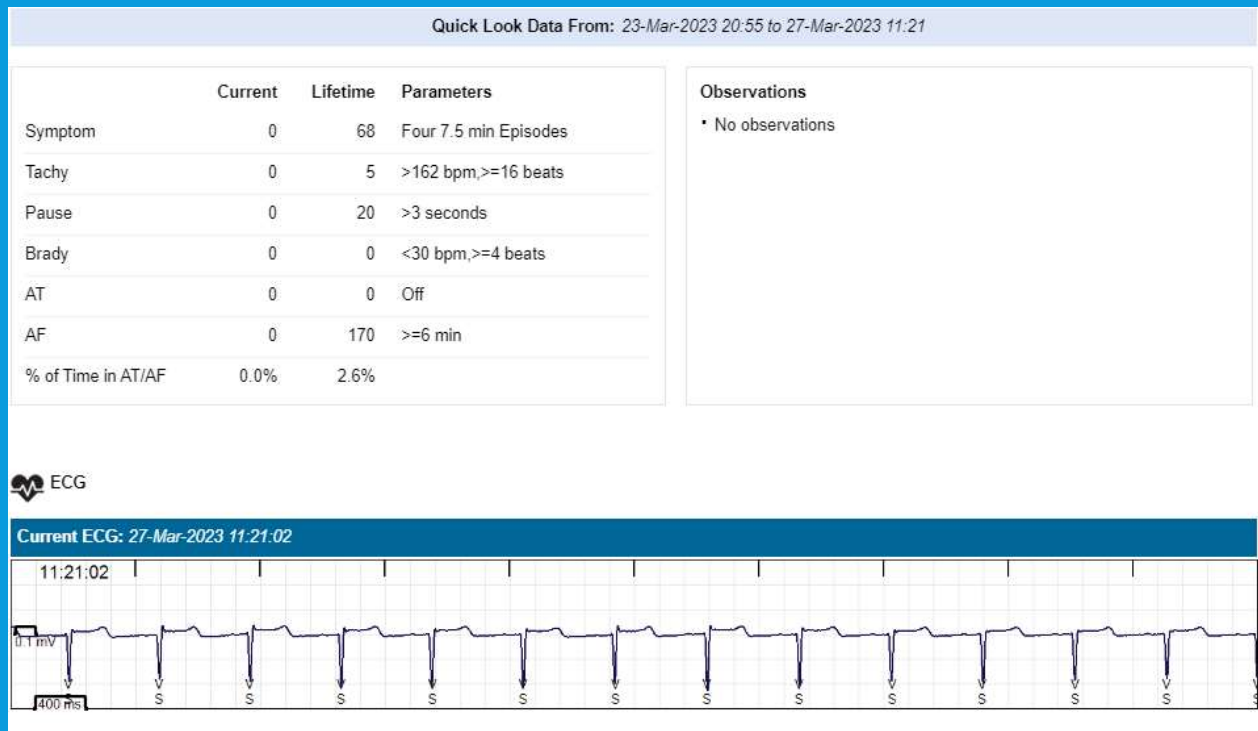 Quick Look Data From: 23-Mar-2023 20:55 to 27-Mar-2023 11:21
Current Lifetime Parameters
Symptom 0 68 Four 7.5 min Episodes
Tachy 0 5 >162 bpm,>=16 beats
Pause 0 20 >3 seconds
Brady 0 0 <30 bpm,>=4 beats
AT 0 0 Off
AF 0 170 >=6 min
% of Time in AT/AF 0.0% 2.6%
Observations
• No observations
ECG
Current ECG: 27-Mar-2023 11:21:02
11:21:02
0.1 mV
400 ms S S S S S S S S S S S S S S